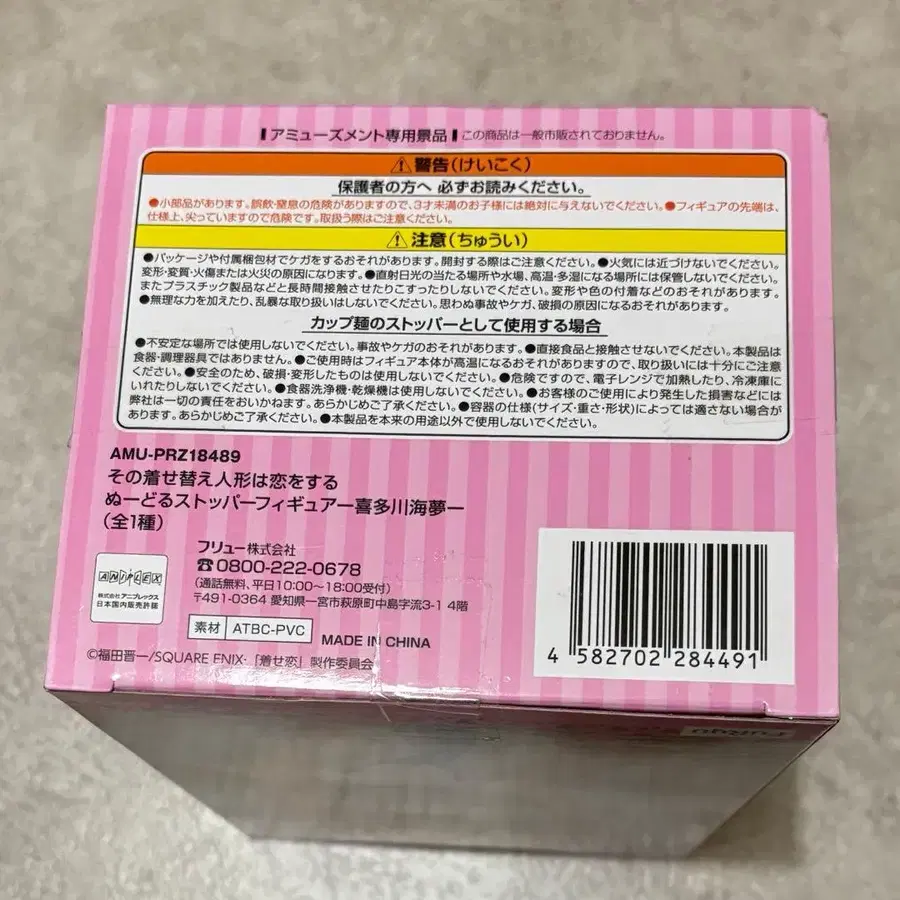 アミューズメント専用景品 この商品は一般市販されておりません。
警告(けいこく)
保護者の方へ 必ずお読みください。
●小部品があります。誤飲・窒息の危険がありますので、3才未満のお子様には絶対に与えないでください。●フィギュアの先端は、
仕様上、尖っていますので危険です。取扱う際はご注意ください。
注意(ちゅうい)
●パッケージや付属梱包材でケガをするおそれがあります。開封する際はご注意ください。●火気には近づけないでください。
変形・変質・火傷または火災の原因になります。●直射日光の当たる場所や水場、高温・多湿になる場所には保管しないでください。
またプラスチック製品などと長時間接触させたりこすったりしないでください。変形や色の付着などのおそれがあります。
●無理な力を加えたり、乱暴な取り扱いはしないでください。思わぬ事故やケガ、破損の原因になるおそれがあります。
カップ麺のストッパーとして使用する場合
●不安定な場所では使用しないでください。事故やケガのおそれがあります。●直接食品と接触させないでください。本製品は
食器・調理器具ではありません。●ご使用時はフィギュア本体が高温になるおそれがありますので、取り扱いには十分にご注意
ください。●安全のため、破損・変形したものは使用しないでください。●危険ですので、電子レンジで加熱したり、冷凍庫に
いれたりしないでください。●食器洗浄機・乾燥機は使用しないでください。●お客様のご使用により発生した損害などには
弊社は一切の責任をおいかねます。あらかじめご了承ください。●容器の仕様(サイズ・重さ・形状)によっては適さない場合が
あります。あらかじめご了承ください。●本製品を本来の用途以外で使用しないでください。
AMU-PRZ18489
その着せ替え人形は恋をする
ぬーどるストッパーフィギュアー喜多川海夢ー
(全1種)
ANIPLEX
株式会社アニプレックス
日本国内販売許諾
フリュー株式会社
☎0800-222-0678
(通話無料、平日10:00〜18:00受付)
〒491-0364 愛知県一宮市萩原町中島字流3-1 4階
素材 ATBC-PVC
MADE IN CHINA
©福田晋一/SQUARE ENIX・「着せ恋」製作委員会
4 582702 284491
FURYU